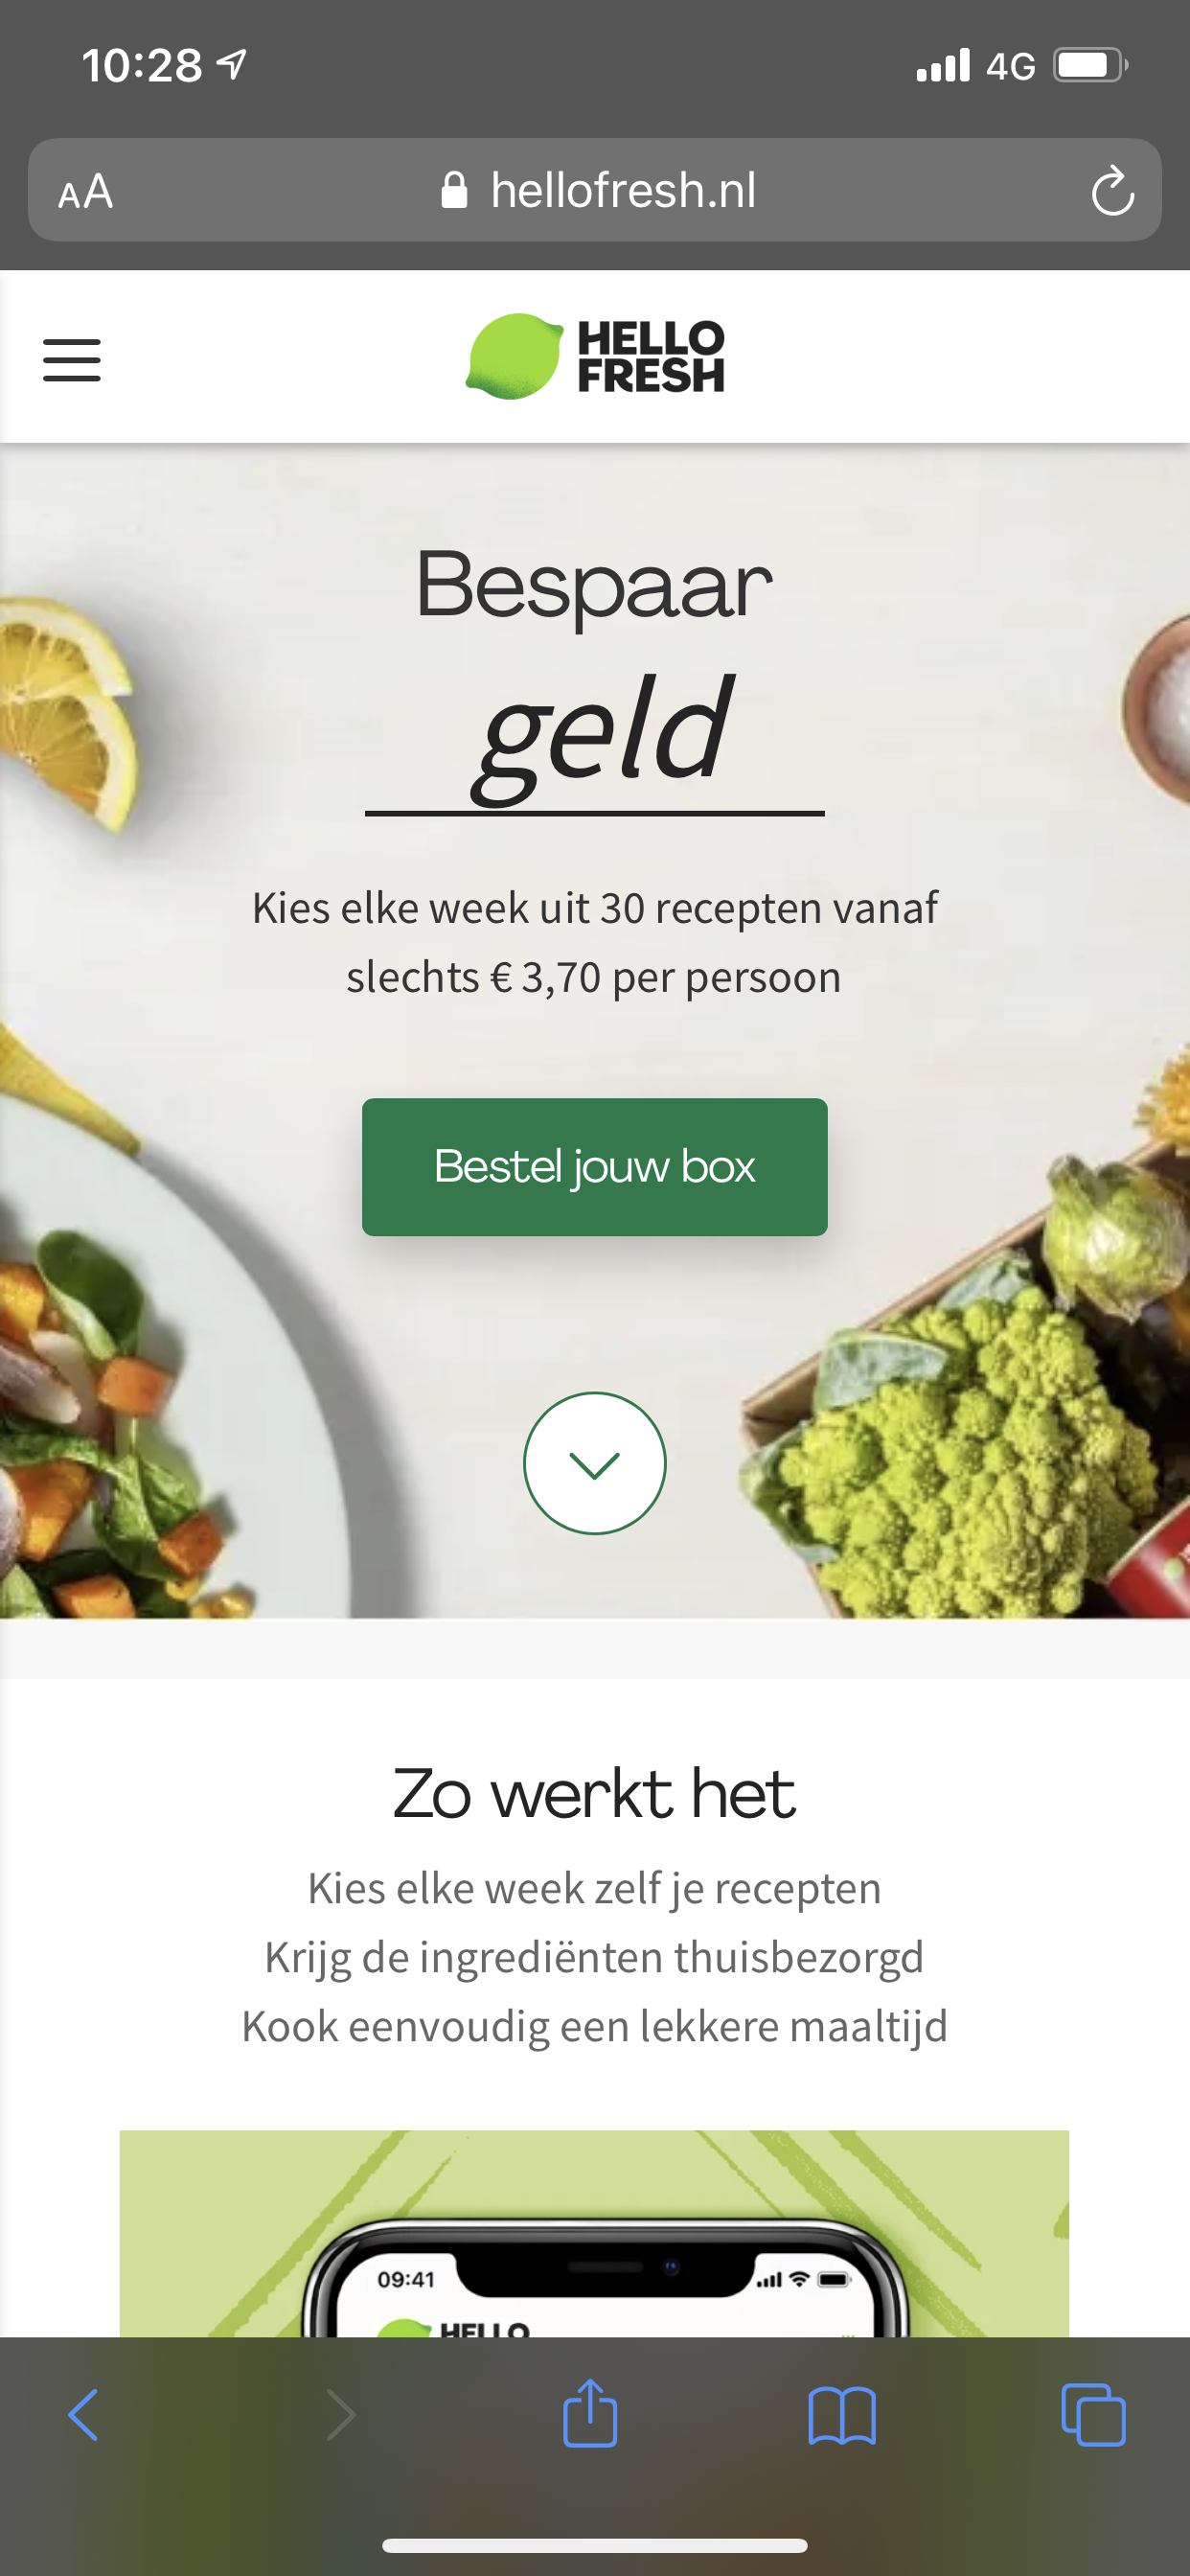 10:28
4G
AA
hellofresh.nl
HELLO
FRESH
Bespaar
geld
Kies elke week uit 30 recepten vanaf
slechts € 3,70 per persoon
Bestel jouw box
Zo werkt het
Kies elke week zelf je recepten
Krijg de ingrediënten thuisbezorgd
Kook eenvoudig een lekkere maaltijd
09:41
HELLO